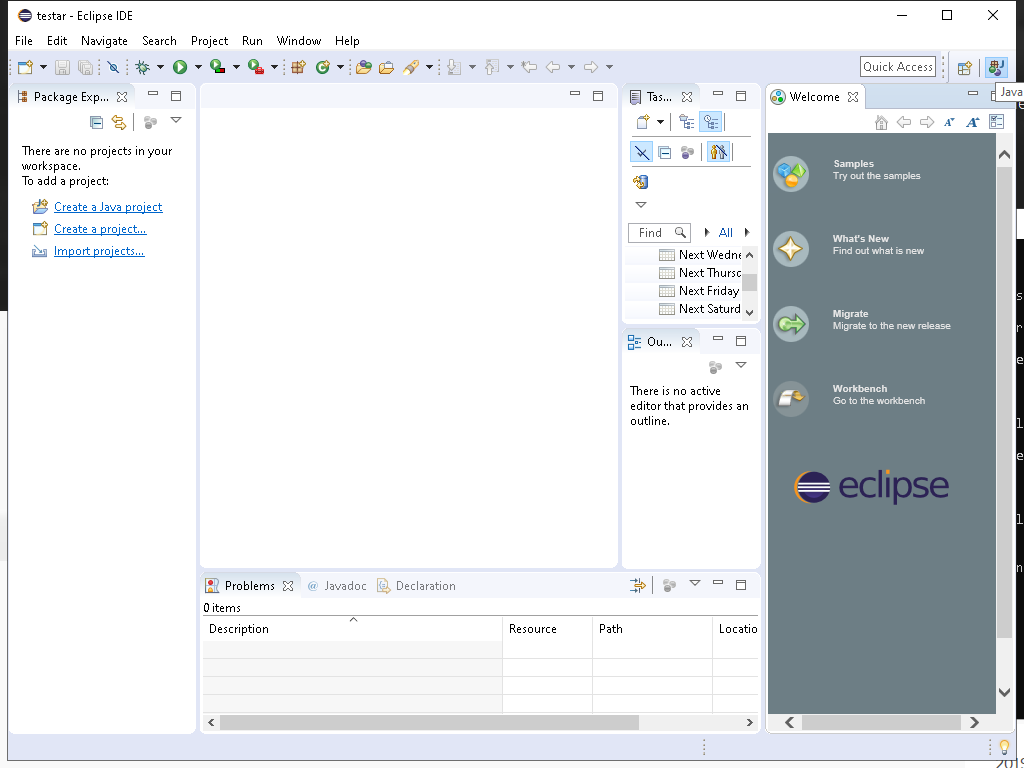 testar - Eclipse IDE
File Edit Navigate Search Project Run Window Help
Quick Access
Java
Package Exp...
There are no projects in your
workspace.
To add a project:
Create a Java project
Create a project...
Import projects...
Tas...
Find
All
Next Wedne
Next Thursc
Next Friday
Next Saturd
Ou...
There is no active
editor that provides an
outline.
Welcome
Samples
Try out the samples
What's New
Find out what is new
Migrate
Migrate to the new release
Workbench
Go to the workbench
eclipse
Problems @ Javadoc Declaration
0 items
Description Resource Path Locatio